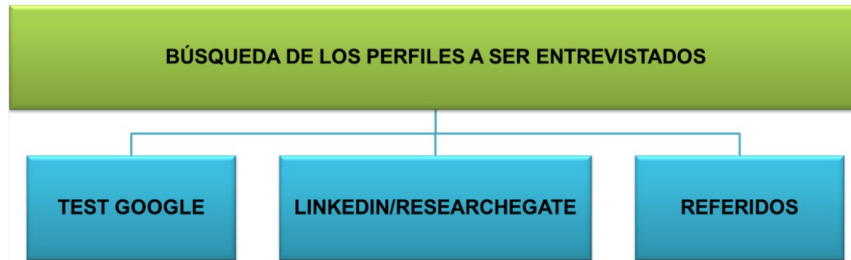 BÚSQUEDA DE LOS PERFILES A SER ENTREVISTADOS
TEST GOOGLE
LINKEDIN/RESEARCHEGATE
REFERIDOS